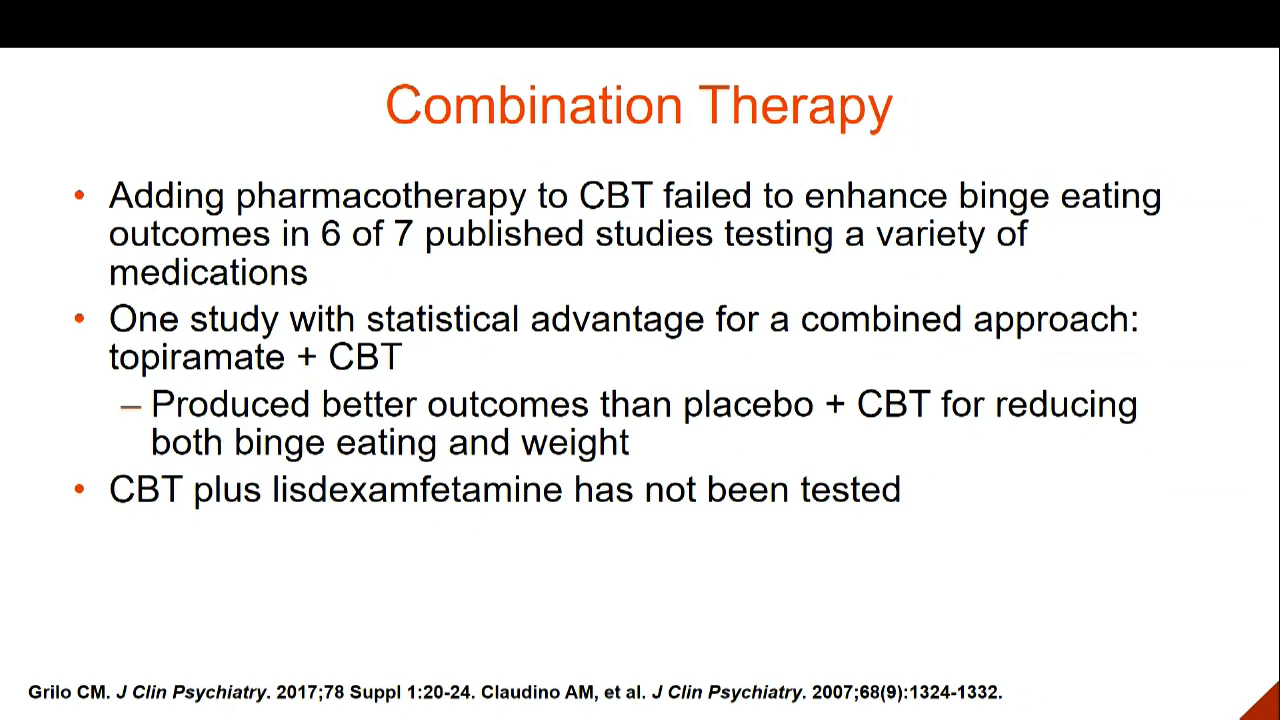 Combination Therapy
• Adding pharmacotherapy to CBT failed to enhance binge eating
outcomes in 6 of 7 published studies testing a variety of
medications
• One study with statistical advantage for a combined approach:
topiramate + CBT
– Produced better outcomes than placebo + CBT for reducing
both binge eating and weight
• CBT plus lisdexamfetamine has not been tested
Grilo CM. J Clin Psychiatry. 2017;78 Suppl 1:20-24. Claudino AM, et al. J Clin Psychiatry. 2007;68(9):1324-1332.